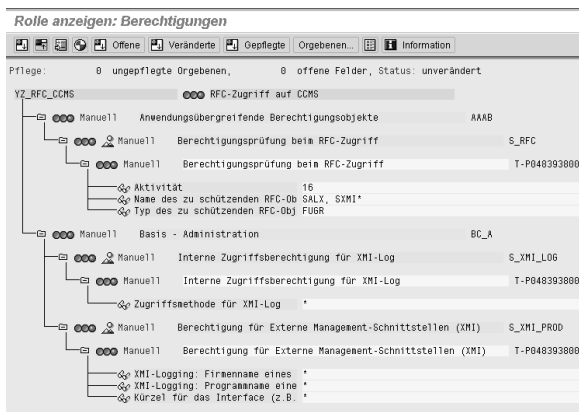 Rolle anzeigen: Berechtigungen
Offene Veränderte Gepflegte Orgebenen... Information
Pflege: 0 ungepflegte Orgebenen, 0 offene Felder, Status: unverändert
YZ_RFC_CCMS RFC-Zugriff auf CCMS
Manuell Anwendungsübergreifende Berechtigungsobjekte AAAB
Manuell Berechtigungsprüfung beim RFC-Zugriff S_RFC
Manuell Berechtigungsprüfung beim RFC-Zugriff T-P048393800
Aktivität 16
Name des zu schützenden RFC-Ob SALX, SXMI*
Typ des zu schützenden RFC-Obj FUGR
Manuell Basis - Administration BC_A
Manuell Interne Zugriffsberechtigung für XMI-Log S_XMI_LOG
Manuell Interne Zugriffsberechtigung für XMI-Log T-P048393800
Zugriffsmethode für XMI-Log *
Manuell Berechtigung für Externe Management-Schnittstellen (XMI) S_XMI_PROD
Manuell Berechtigung für Externe Management-Schnittstellen (XMI) T-P048393800
XMI-Logging: Firmenname eines *
XMI-Logging: Programmname eine *
Kürzel für das Interface (z.B. *